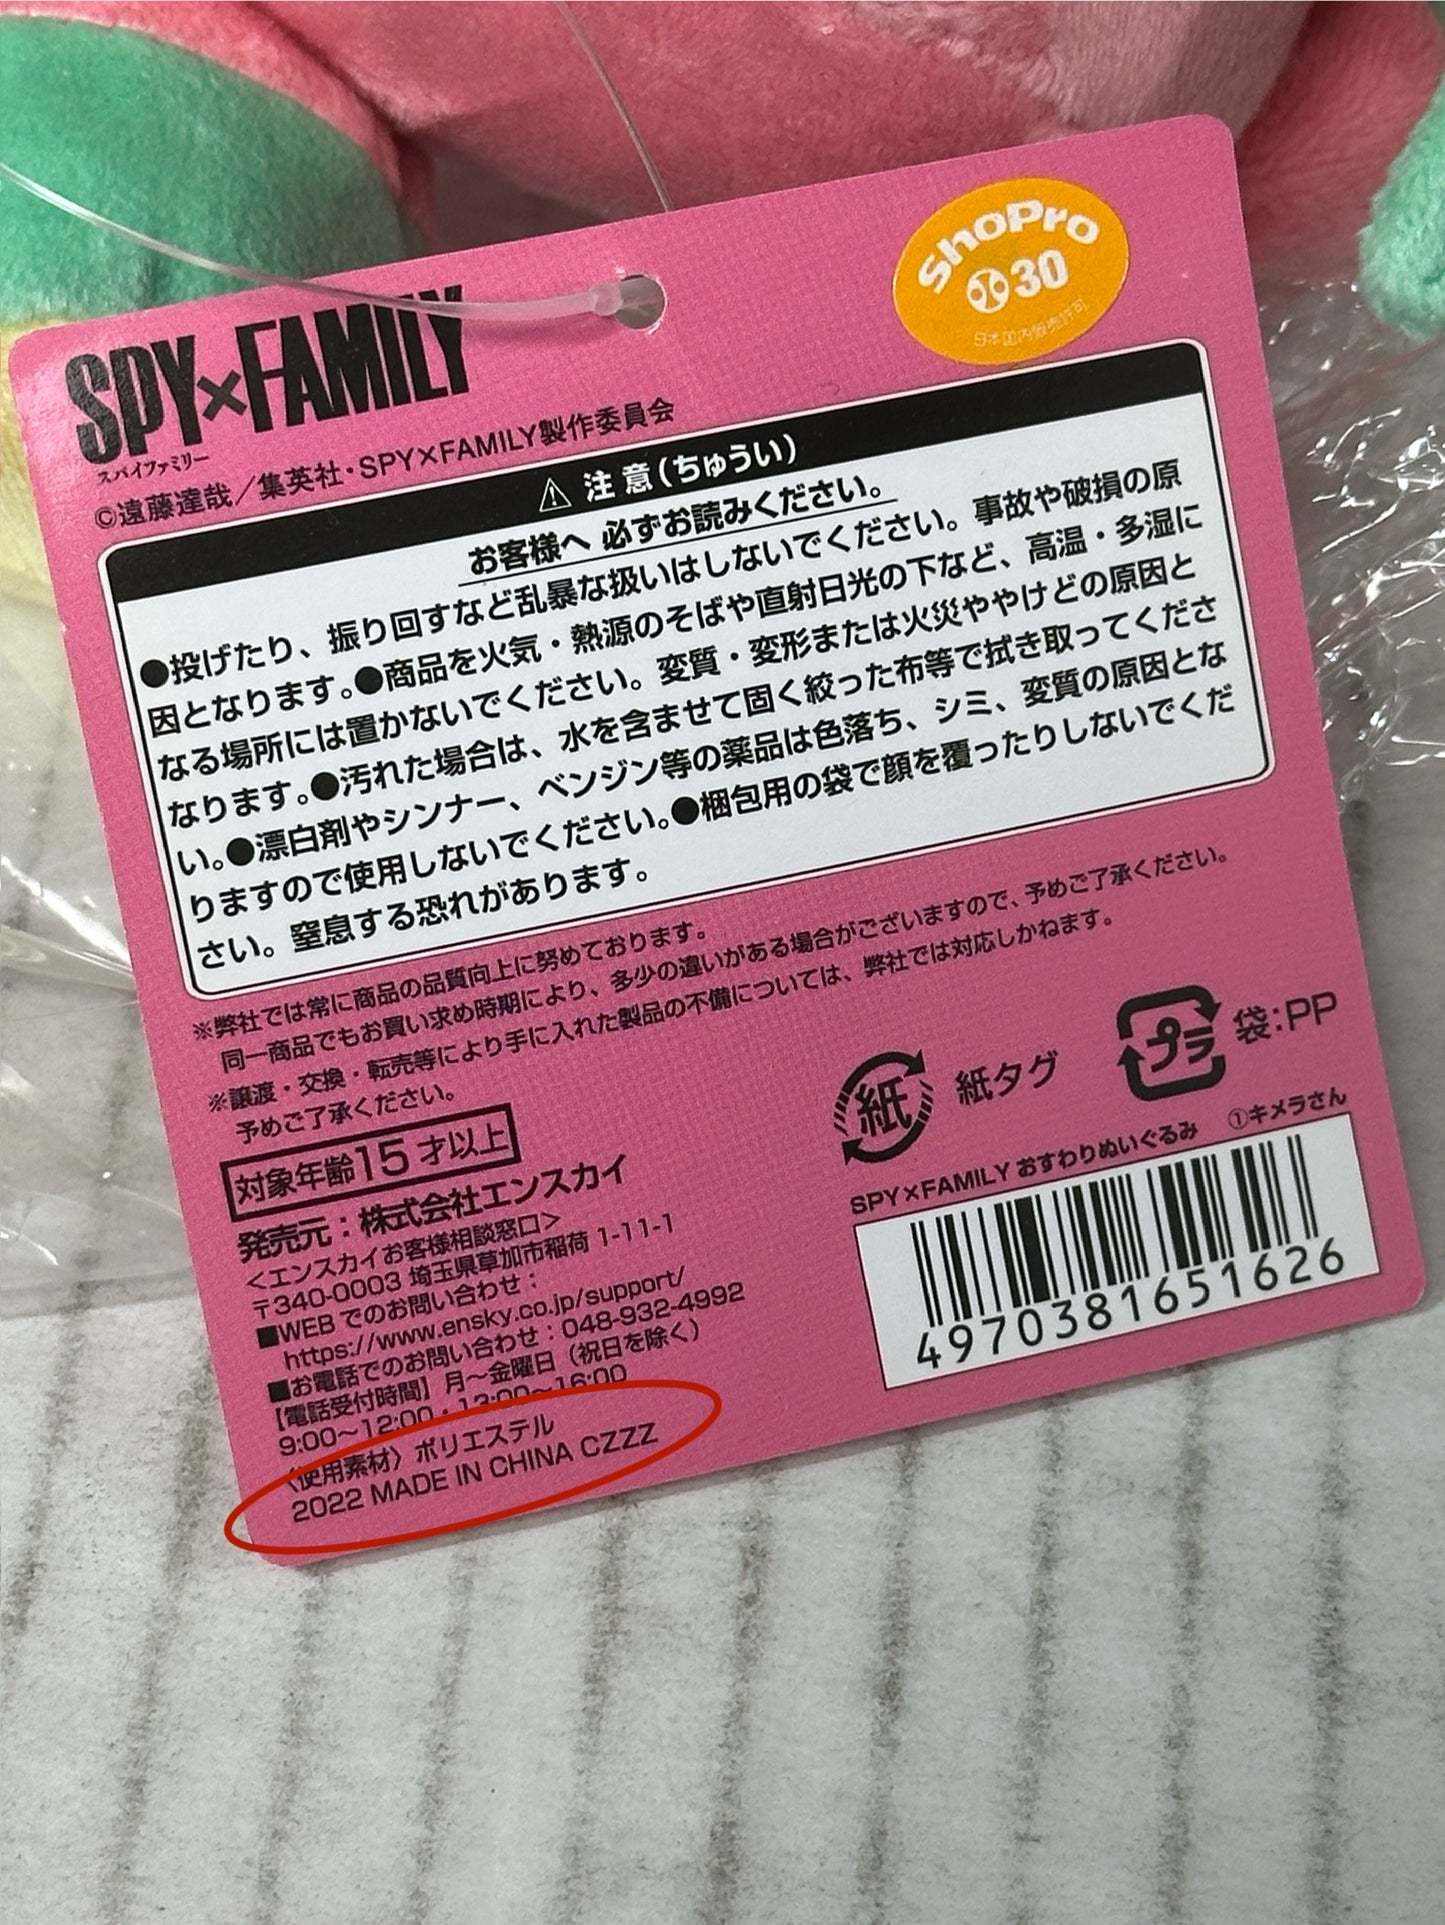 ShoPro
30
日本国内販売許可
SPY×FAMILY
スパイファミリー
©遠藤達哉／集英社・SPY×FAMILY製作委員会
⚠ 注意(ちゅうい)
お客様へ 必ずお読みください。
●投げたり、振り回すなど乱暴な扱いはしないでください。事故や破損の原
因となります。●商品を火気・熱源のそばや直射日光の下など、高温・多湿に
なる場所には置かないでください。変質・変形または火災ややけどの原因と
なります。●汚れた場合は、水を含ませて固く絞った布等で拭き取ってくださ
い。●漂白剤やシンナー、ベンジン等の薬品は色落ち、シミ、変質の原因とな
りますので使用しないでください。●梱包用の袋で顔を覆ったりしないでくだ
さい。窒息する恐れがあります。
※弊社では常に商品の品質向上に努めております。
同一商品でもお買い求め時期により、多少の違いがある場合がございますので、予めご了承ください。
※譲渡・交換・転売等により手に入れた製品の不備については、弊社では対応しかねます。
予めご了承ください。
紙 紙タグ
プラ 袋:PP
対象年齢15才以上
発売元：株式会社エンスカイ
＜エンスカイお客様相談窓口＞
〒340-0003 埼玉県草加市稲荷 1-11-1
■WEB でのお問い合わせ：
https://www.ensky.co.jp/support/
■お電話でのお問い合わせ：048-932-4992
【電話受付時間】月～金曜日（祝日を除く）
9:00～12:00・13:00～16:00
〈使用素材〉ポリエステル
2022 MADE IN CHINA CZZZ
SPY×FAMILY おすわりぬいぐるみ ①キメラさん
4970381651626